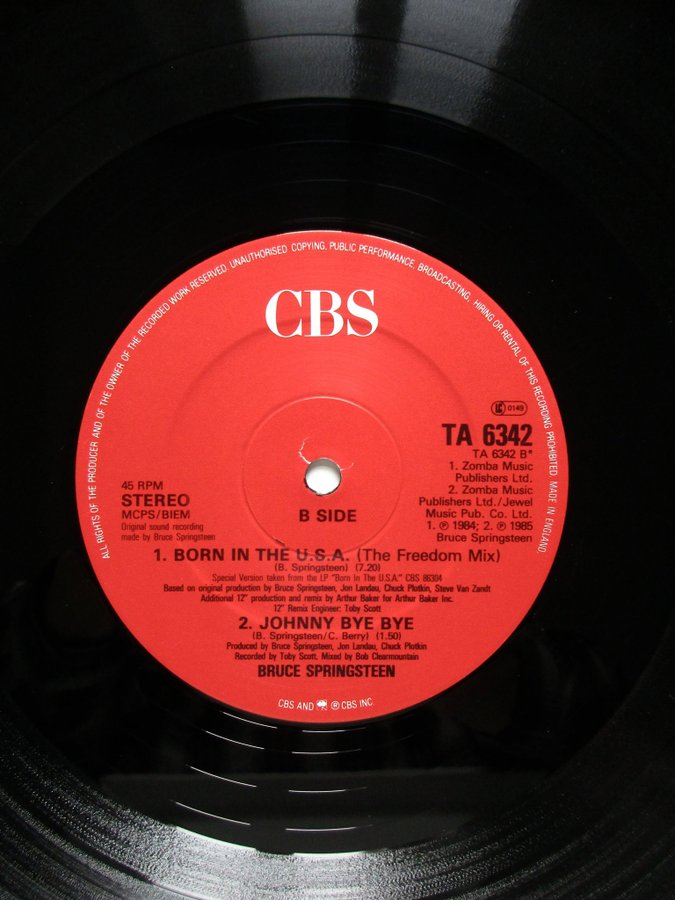 ALL RIGHTS OF THE PRODUCER AND OF THE OWNER OF THE RECORDED WORK RESERVED. UNAUTHORISED COPYING, PUBLIC PERFORMANCE, BROADCASTING, HIRING OR RENTAL OF THIS RECORDING PROHIBITED. MADE IN ENGLAND.
CBS
LC 0149
TA 6342
TA 6342 B*
1. Zomba Music
Publishers Ltd.
2. Zomba Music
Publishers Ltd./Jewel
Music Pub. Co. Ltd.
1. ℗ 1984; 2. ℗ 1985
Bruce Springsteen
45 RPM
STEREO
MCPS/BIEM
Original sound recording
made by Bruce Springsteen
B SIDE
1. BORN IN THE U.S.A. (The Freedom Mix)
(B. Springsteen) (7.20)
Special Version taken from the LP "Born In The U.S.A." CBS 86304
Based on original production by Bruce Springsteen, Jon Landau, Chuck Plotkin, Steve Van Zandt
Additional 12" production and remix by Arthur Baker for Arthur Baker Inc.
12" Remix Engineer: Toby Scott
2. JOHNNY BYE BYE
(B. Springsteen/C. Berry) (1.50)
Produced by Bruce Springsteen, Jon Landau, Chuck Plotkin
Recorded by Toby Scott. Mixed by Bob Clearmountain
BRUCE SPRINGSTEEN
CBS AND ® CBS INC.